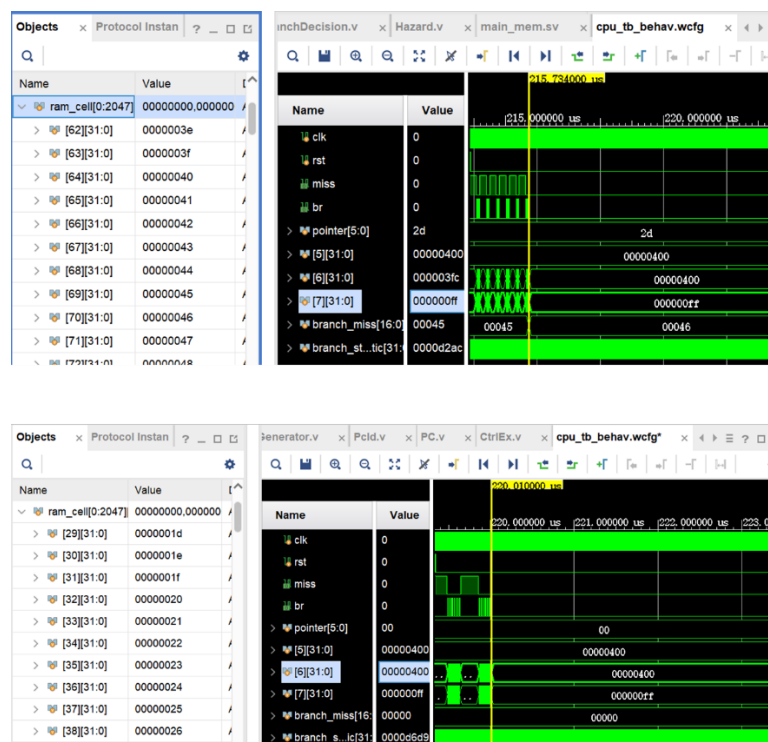 Objects × Protocol Instan ? _ □
Name Value
ram_cell[0:2047] 00000000,000000 A
[62][31:0] 0000003e A
[63][31:0] 0000003f A
[64][31:0] 00000040 A
[65][31:0] 00000041 A
[66][31:0] 00000042 A
[67][31:0] 00000043 A
[68][31:0] 00000044 A
[69][31:0] 00000045 A
[70][31:0] 00000046 A
[71][31:0] 00000047 A
[72][31:0] 00000048 A
nchDecision.v × Hazard.v × main_mem.sv × cpu_tb_behav.wcfg ×
215.734000 us
Name Value
215.000000 us 220.000000 us
clk 0
rst 0
miss 0
br 0
pointer[5:0] 2d 2d
[5][31:0] 00000400 00000400
[6][31:0] 000003fc 00000400
[7][31:0] 000000ff 000000ff
branch_miss[16:0] 00045 00045 00046
branch_st...tic[31: 0000d2ac
Objects × Protocol Instan ? _ □
Name Value
ram_cell[0:2047] 00000000,000000 A
[29][31:0] 0000001d A
[30][31:0] 0000001e A
[31][31:0] 0000001f A
[32][31:0] 00000020 A
[33][31:0] 00000021 A
[34][31:0] 00000022 A
[35][31:0] 00000023 A
[36][31:0] 00000024 A
[37][31:0] 00000025 A
[38][31:0] 00000026 A
Generator.v × PcId.v × PC.v × CtrlEx.v × cpu_tb_behav.wcfg* × ? □
220.010000 us
Name Value
220.000000 us 221.000000 us 222.000000 us 223.0
clk 0
rst 0
miss 0
br 0
pointer[5:0] 00 00
[5][31:0] 00000400 00000400
[6][31:0] 00000400 .. .. 00000400
[7][31:0] 000000ff . .. 000000ff
branch_miss[16: 00000 00000
branch_s...ic[31: 0000d6d9